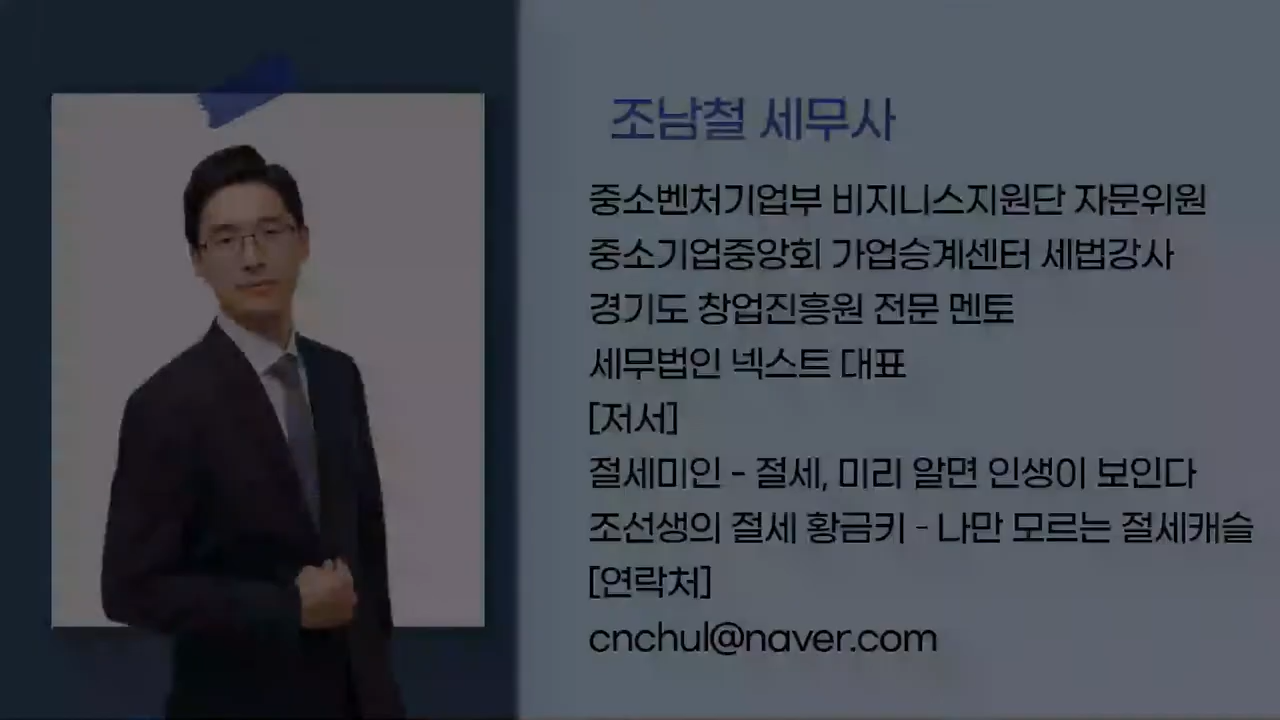 조남철 세무사
중소벤처기업부 비지니스지원단 자문위원
중소기업중앙회 가업승계센터 세법강사
경기도 창업진흥원 전문 멘토
세무법인 넥스트 대표
[저서]
절세미인 - 절세, 미리 알면 인생이 보인다
조선생의 절세 황금키 - 나만 모르는 절세캐슬
[연락처]
cnchul@naver.com